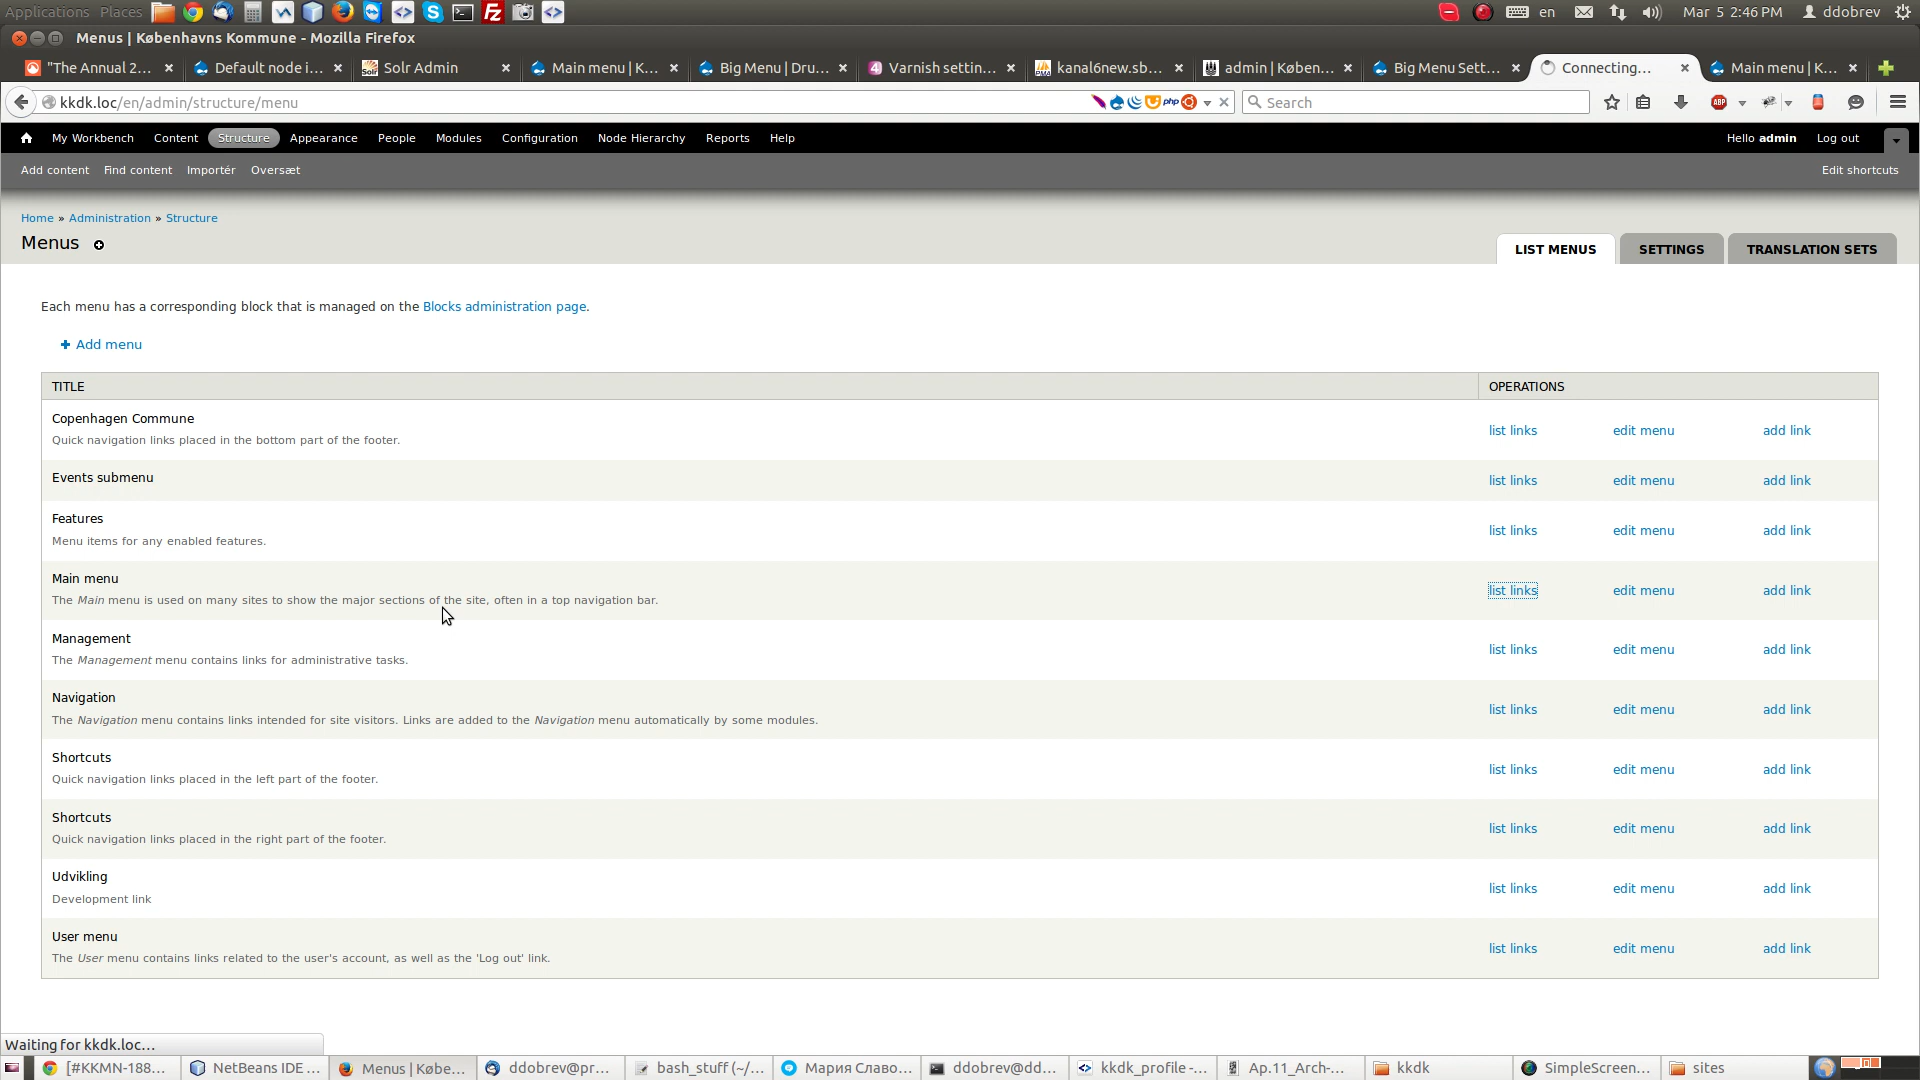 Applications Places en Mar 5 2:46 PM ddobrev
Menus | Københavns Kommune - Mozilla Firefox
"The Annual 2... Default node i... Solr Admin Main menu | K... Big Menu | Dru... Varnish settin... kanal6new.sb... admin | Køben... Big Menu Sett... Connecting... Main menu | K...
kkdk.loc/en/admin/structure/menu php Search ABP
My Workbench Content Structure Appearance People Modules Configuration Node Hierarchy Reports Help Hello admin Log out
Add content Find content Importér Oversæt Edit shortcuts
Home » Administration » Structure
Menus
LIST MENUS SETTINGS TRANSLATION SETS
Each menu has a corresponding block that is managed on the Blocks administration page.
Add menu
TITLE OPERATIONS
Copenhagen Commune
Quick navigation links placed in the bottom part of the footer.
list links edit menu add link
Events submenu
list links edit menu add link
Features
Menu items for any enabled features.
list links edit menu add link
Main menu
The Main menu is used on many sites to show the major sections of the site, often in a top navigation bar.
list links edit menu add link
Management
The Management menu contains links for administrative tasks.
list links edit menu add link
Navigation
The Navigation menu contains links intended for site visitors. Links are added to the Navigation menu automatically by some modules.
list links edit menu add link
Shortcuts
Quick navigation links placed in the left part of the footer.
list links edit menu add link
Shortcuts
Quick navigation links placed in the right part of the footer.
list links edit menu add link
Udvikling
Development link
list links edit menu add link
User menu
The User menu contains links related to the user's account, as well as the 'Log out' link.
list links edit menu add link
Waiting for kkdk.loc...
[#KKMN-188... NetBeans IDE ... Menus | Købe... ddobrev@pr... bash_stuff (~/... Мария Славо... ddobrev@dd... kkdk_profile -... Ap.11_Arch-... kkdk SimpleScreen... sites